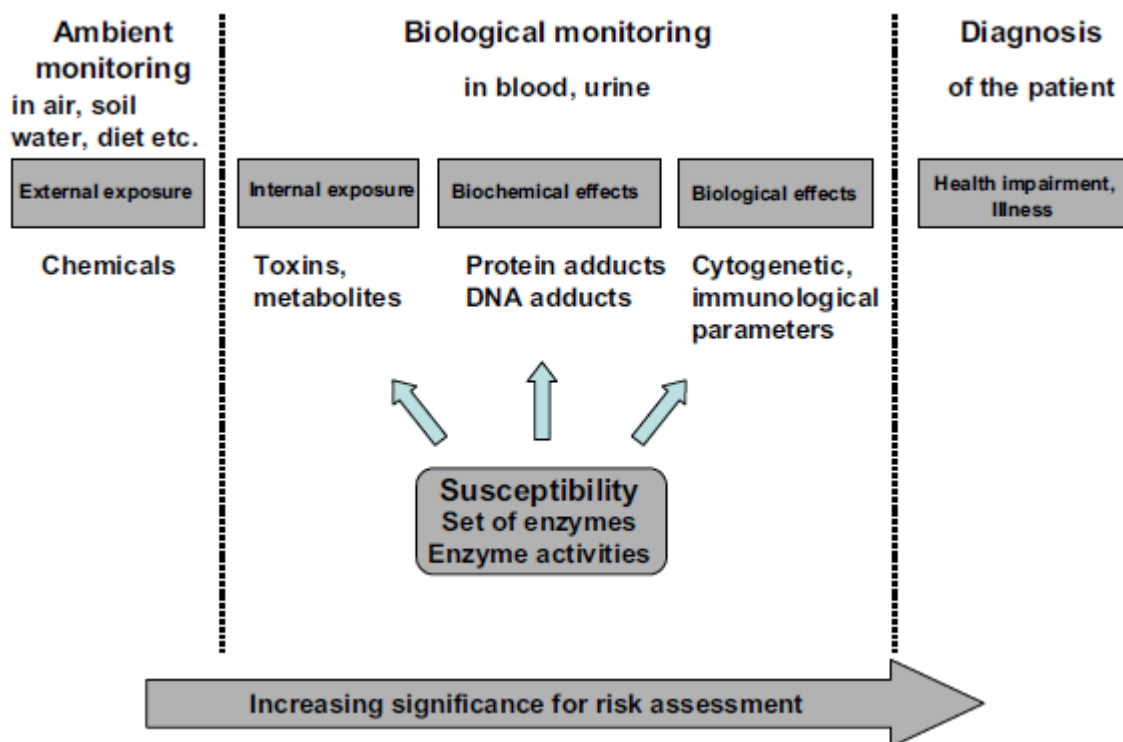 Ambient
monitoring
in air, soil
water, diet etc.
External exposure
Chemicals
Biological monitoring
in blood, urine
Internal exposure
Toxins,
metabolites
Biochemical effects
Protein adducts
DNA adducts
Biological effects
Cytogenetic,
immunological
parameters
Susceptibility
Set of enzymes
Enzyme activities
Diagnosis
of the patient
Health impairment,
Illness
Increasing significance for risk assessment